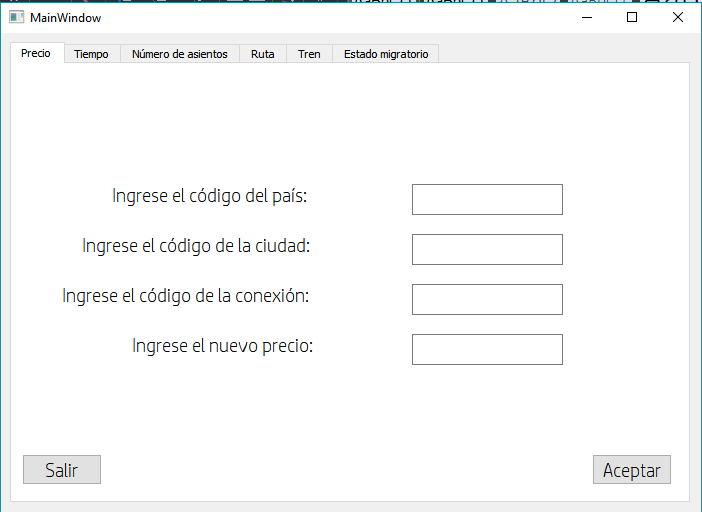 MainWindow
Precio Tiempo Número de asientos Ruta Tren Estado migratorio
Ingrese el código del país:
Ingrese el código de la ciudad:
Ingrese el código de la conexión:
Ingrese el nuevo precio:
Salir Aceptar